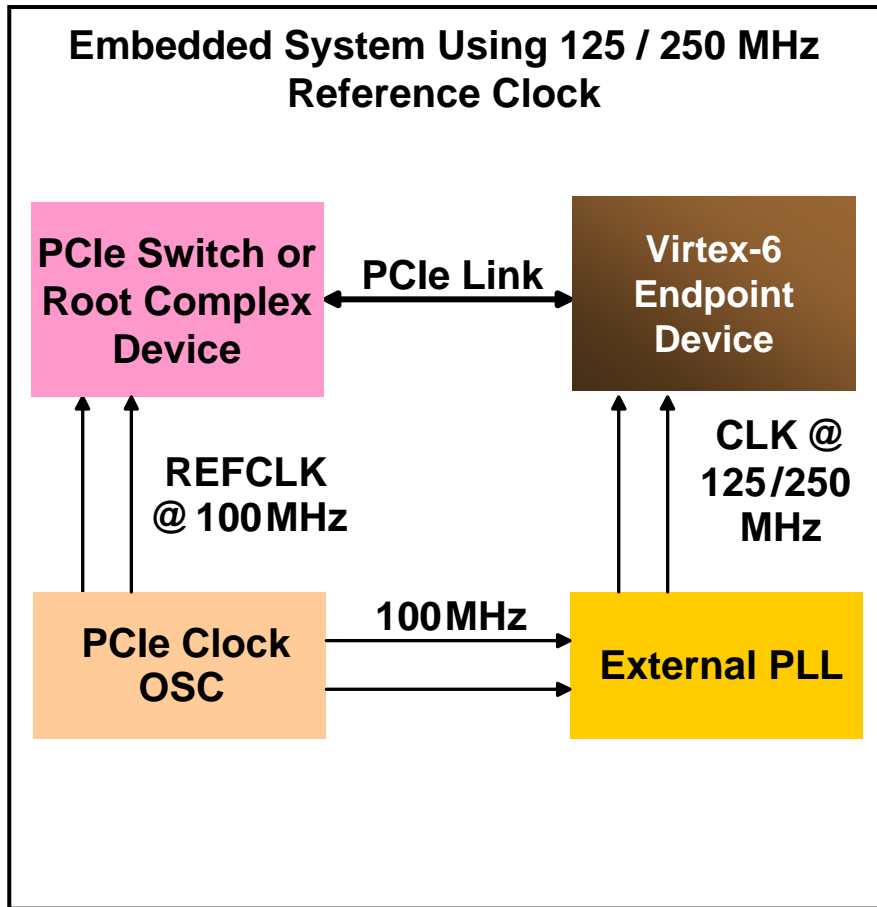 Embedded System Using 125 / 250 MHz
Reference Clock
PCIe Switch or
Root Complex
Device
PCIe Link
Virtex-6
Endpoint
Device
REFCLK
@ 100MHz
CLK @
125/250
MHz
PCIe Clock
OSC
100MHz
External PLL